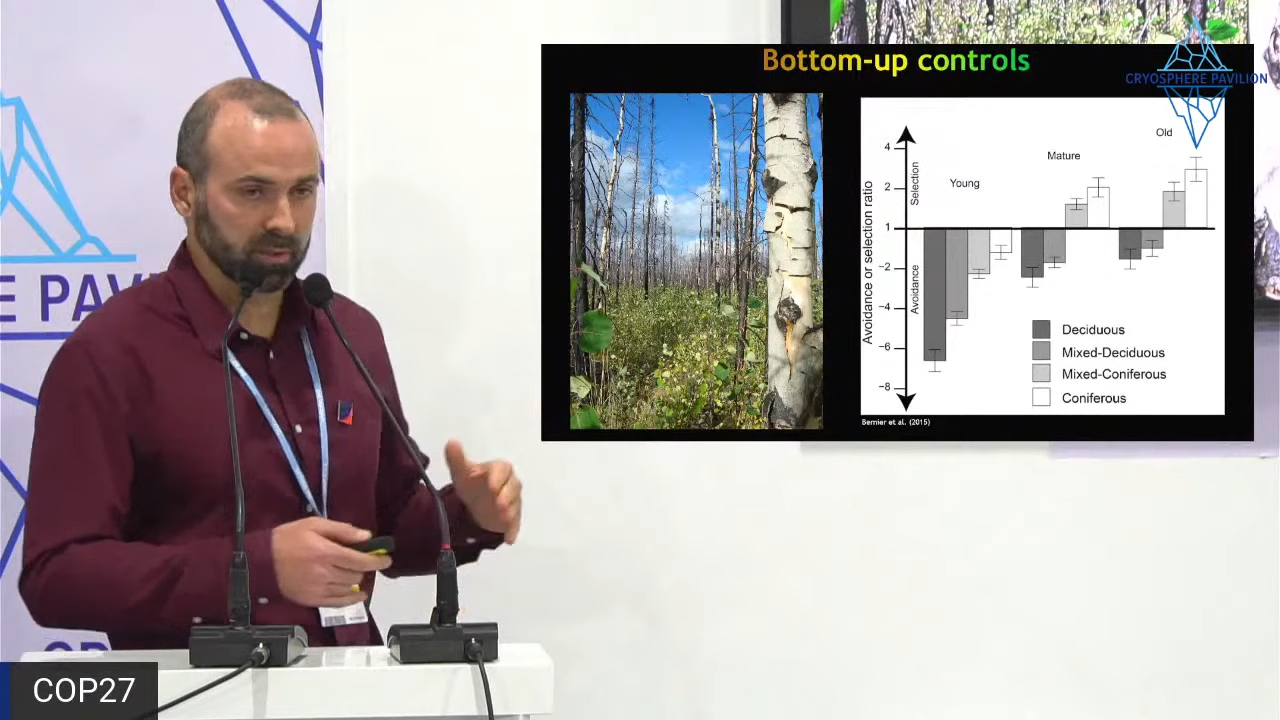 Bottom-up controls
CRYOSPHERE PAVILION
Old
Mature
Young
Selection
Avoidance
Avoidance or selection ratio
4
2
1
−2
−4
−6
−8
Deciduous
Mixed-Deciduous
Mixed-Coniferous
Coniferous
Bernier et al. (2015)
E PAV
COP27